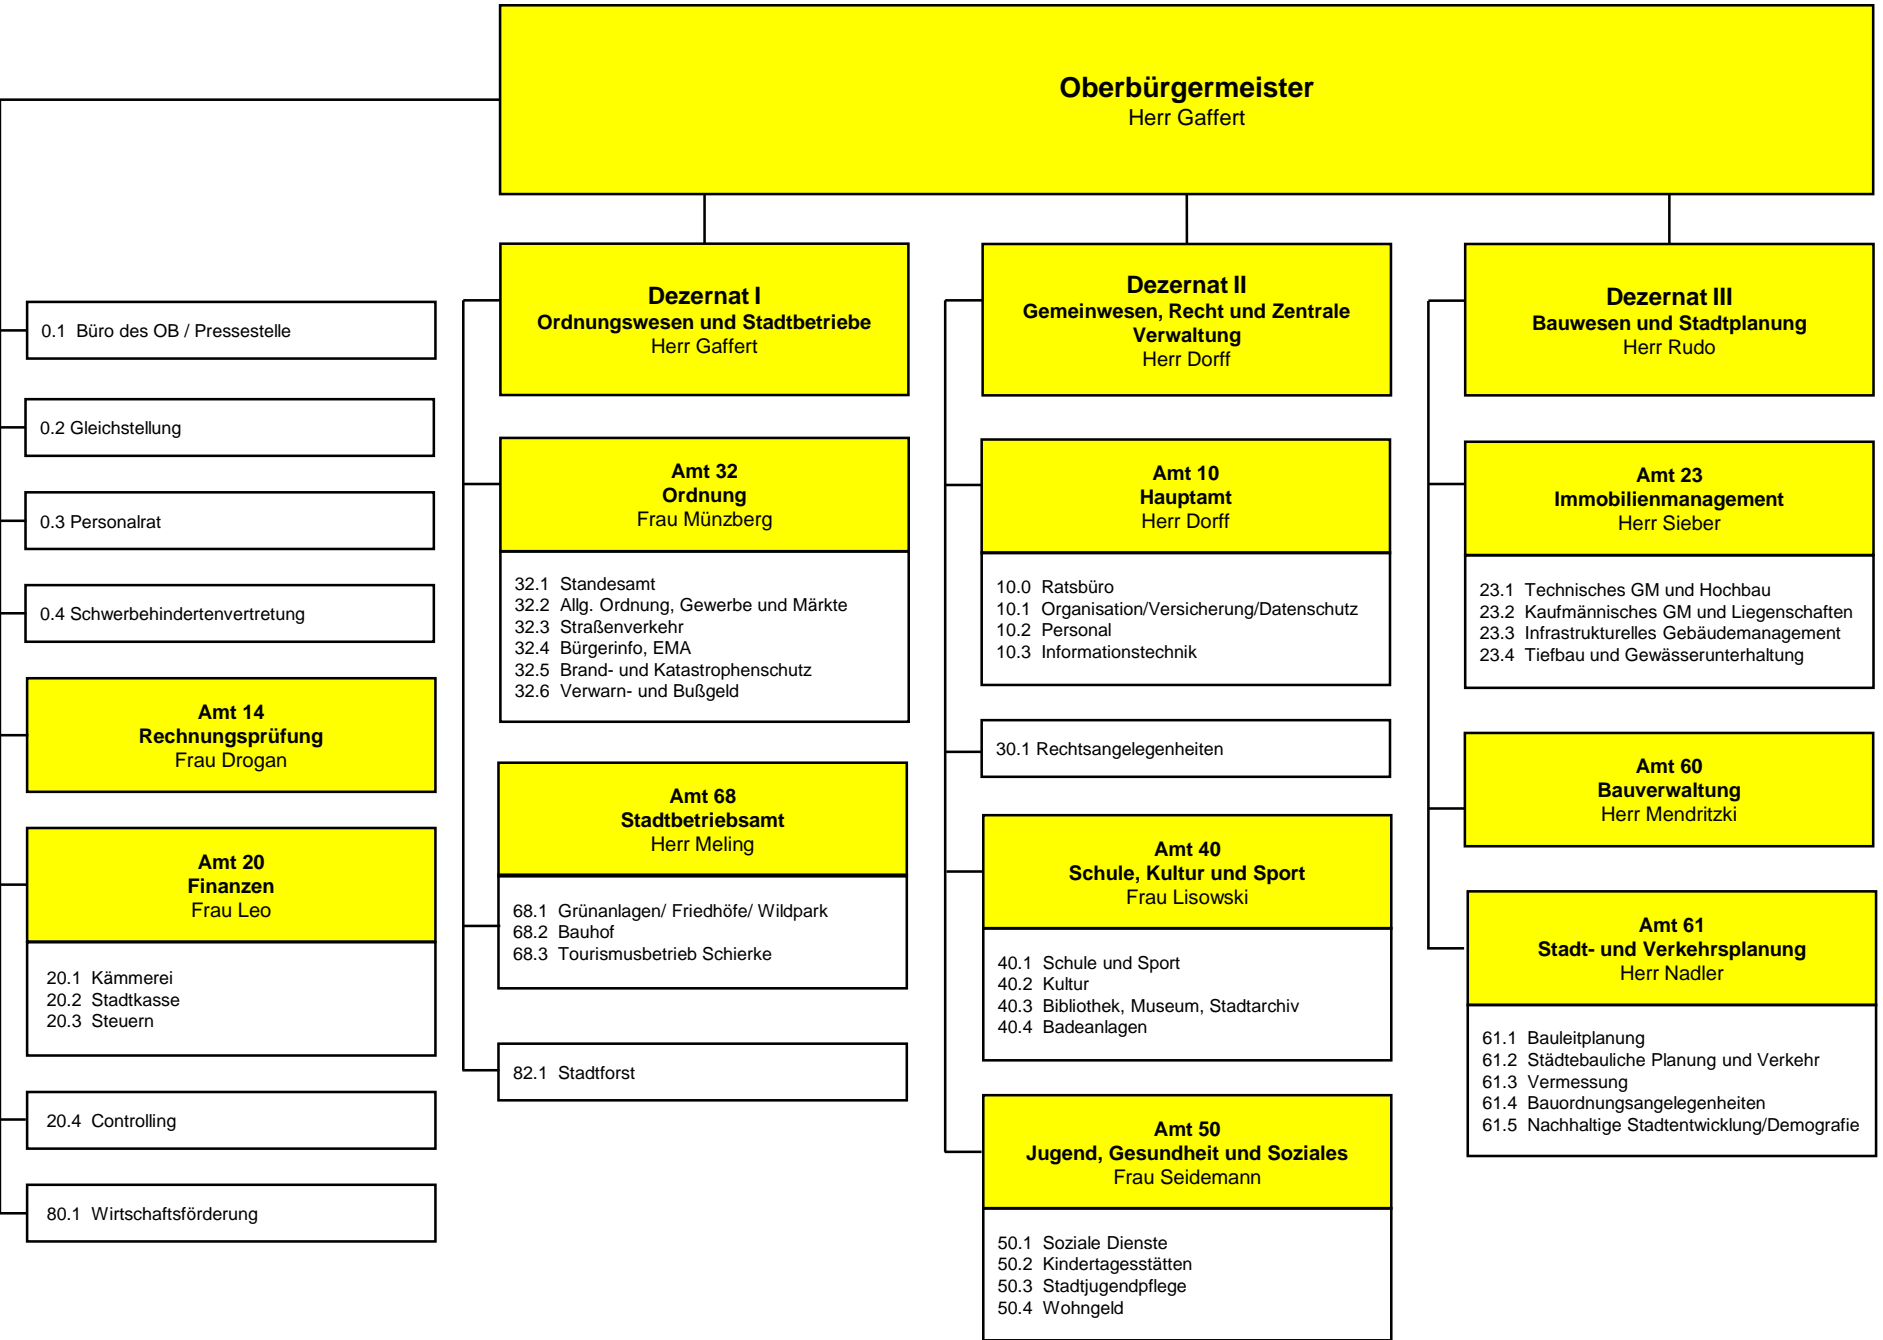 Oberbürgermeister
Herr Gaffert
0.1 Büro des OB / Pressestelle
0.2 Gleichstellung
0.3 Personalrat
0.4 Schwerbehindertenvertretung
Amt 14
Rechnungsprüfung
Frau Drogan
Amt 20
Finanzen
Frau Leo
20.1 Kämmerei
20.2 Stadtkasse
20.3 Steuern
20.4 Controlling
80.1 Wirtschaftsförderung
Dezernat I
Ordnungswesen und Stadtbetriebe
Herr Gaffert
Amt 32
Ordnung
Frau Münzberg
32.1 Standesamt
32.2 Allg. Ordnung, Gewerbe und Märkte
32.3 Straßenverkehr
32.4 Bürgerinfo, EMA
32.5 Brand- und Katastrophenschutz
32.6 Verwarn- und Bußgeld
Amt 68
Stadtbetriebsamt
Herr Meling
68.1 Grünanlagen/ Friedhöfe/ Wildpark
68.2 Bauhof
68.3 Tourismusbetrieb Schierke
82.1 Stadtforst
Dezernat II
Gemeinwesen, Recht und Zentrale
Verwaltung
Herr Dorff
Amt 10
Hauptamt
Herr Dorff
10.0 Ratsbüro
10.1 Organisation/Versicherung/Datenschutz
10.2 Personal
10.3 Informationstechnik
30.1 Rechtsangelegenheiten
Amt 40
Schule, Kultur und Sport
Frau Lisowski
40.1 Schule und Sport
40.2 Kultur
40.3 Bibliothek, Museum, Stadtarchiv
40.4 Badeanlagen
Amt 50
Jugend, Gesundheit und Soziales
Frau Seidemann
50.1 Soziale Dienste
50.2 Kindertagesstätten
50.3 Stadtjugendpflege
50.4 Wohngeld
Dezernat III
Bauwesen und Stadtplanung
Herr Rudo
Amt 23
Immobilienmanagement
Herr Sieber
23.1 Technisches GM und Hochbau
23.2 Kaufmännisches GM und Liegenschaften
23.3 Infrastrukturelles Gebäudemanagement
23.4 Tiefbau und Gewässerunterhaltung
Amt 60
Bauverwaltung
Herr Mendritzki
Amt 61
Stadt- und Verkehrsplanung
Herr Nadler
61.1 Bauleitplanung
61.2 Städtebauliche Planung und Verkehr
61.3 Vermessung
61.4 Bauordnungsangelegenheiten
61.5 Nachhaltige Stadtentwicklung/Demografie